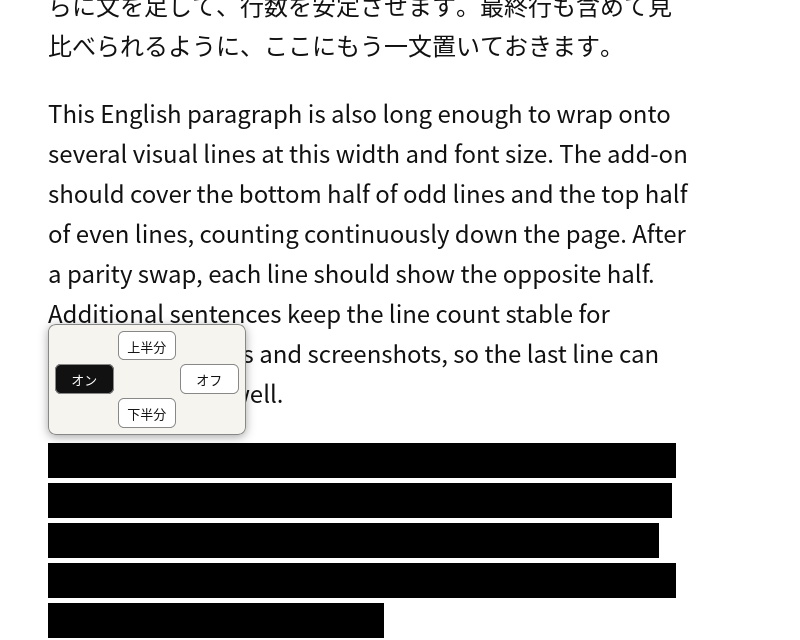 らに文を足して、行数を安定させます。最終行も含めて見
比べられるように、ここにもう一文置いておきます。
This English paragraph is also long enough to wrap onto
several visual lines at this width and font size. The add-on
should cover the bottom half of odd lines and the top half
of even lines, counting continuously down the page. After
a parity swap, each line should show the opposite half.
Additional sentences keep the line count stable for
and screenshots, so the last line can
上半分
オン
オフ
下半分